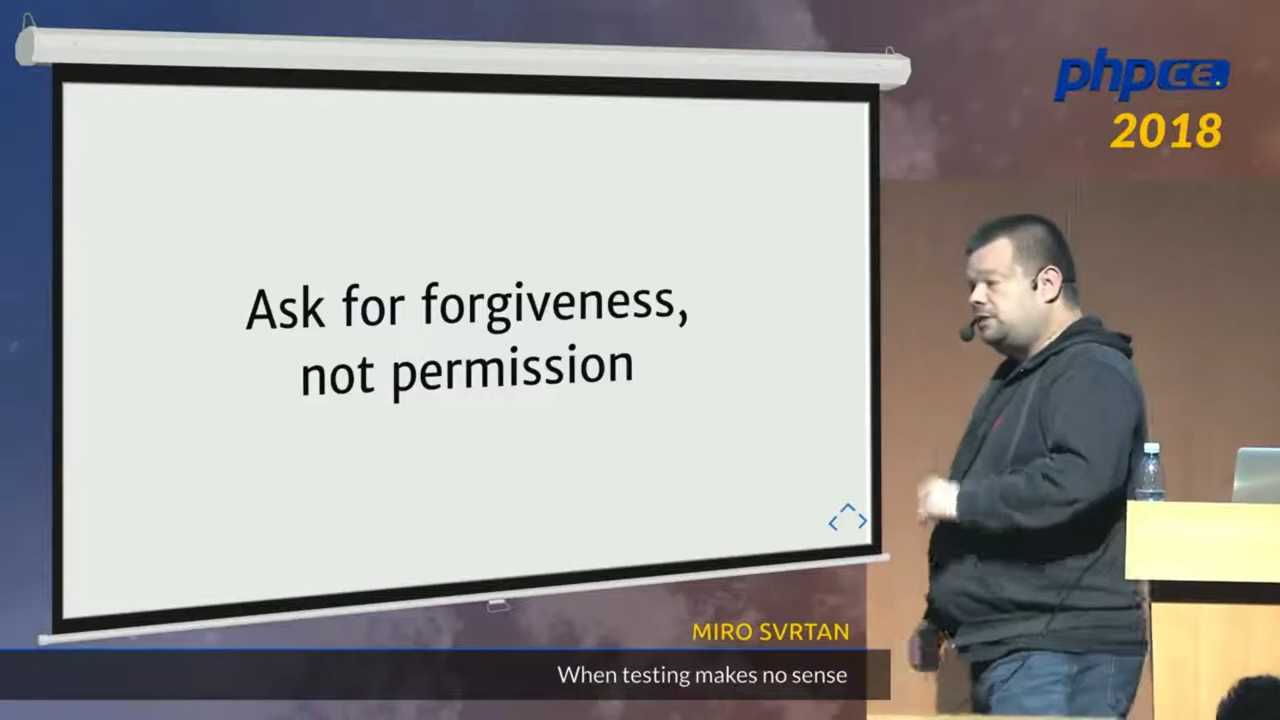 phpce.
2018
Ask for forgiveness,
not permission
MIRO SVRTAN
When testing makes no sense